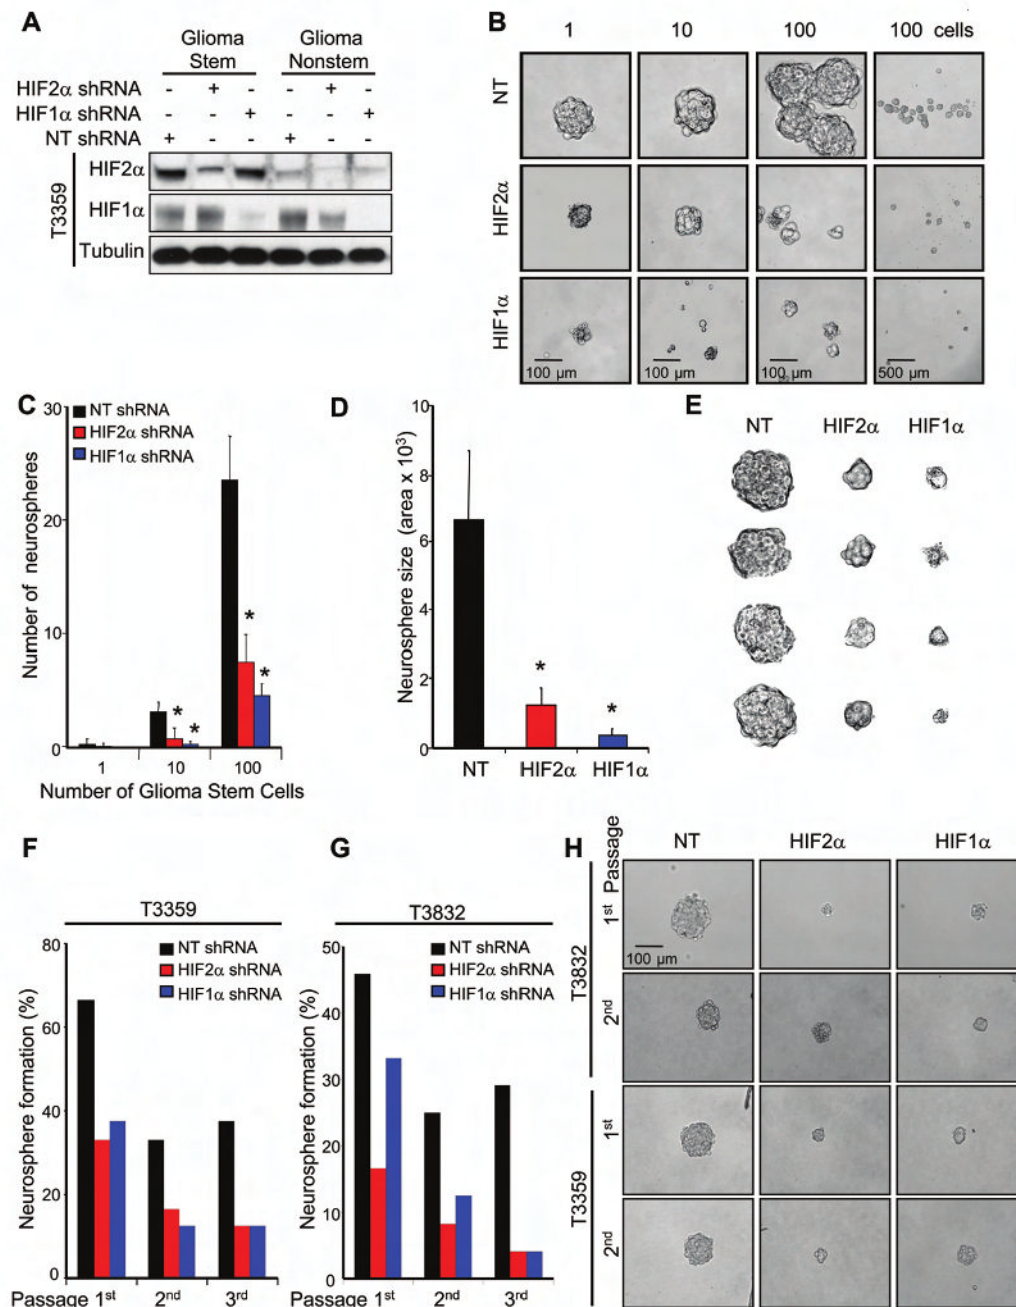 A
Glioma Stem
Glioma Nonstem
HIF2α shRNA - + - - + -
HIF1α shRNA - - + - - +
NT shRNA + - - + - -
T3359
HIF2α
HIF1α
Tubulin
B
1 10 100 100 cells
NT
HIF2α
HIF1α
100 µm
100 µm
100 µm
500 µm
C
30
20
10
0
Number of neurospheres
NT shRNA
HIF2α shRNA
HIF1α shRNA
* *
* *
1 10 100
Number of Glioma Stem Cells
D
10
8
6
4
2
0
Neurosphere size (area x 10³)
*
*
NT HIF2α HIF1α
E
NT HIF2α HIF1α
F
T3359
80
60
40
20
0
Neurosphere formation (%)
NT shRNA
HIF2α shRNA
HIF1α shRNA
Passage 1st 2nd 3rd
G
T3832
50
40
30
20
10
0
Neurosphere formation (%)
NT shRNA
HIF2α shRNA
HIF1α shRNA
Passage 1st 2nd 3rd
H
NT HIF2α HIF1α
T3832
1st Passage
100 µm
2nd
T3359
1st
2nd